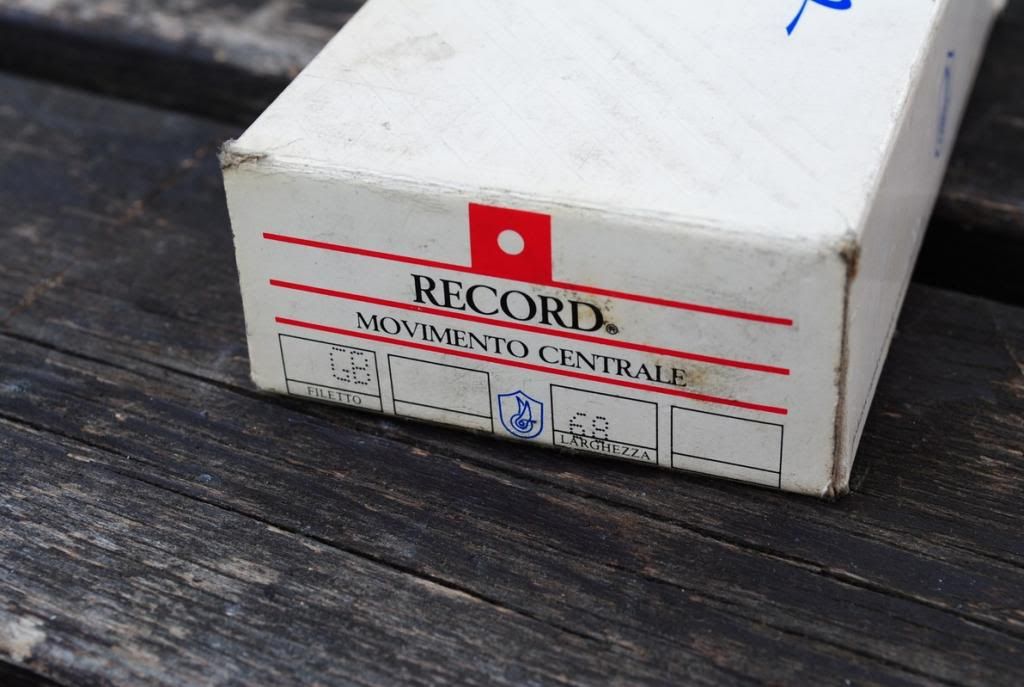 RECORD®
MOVIMENTO CENTRALE
GB
FILETTO
68
LARGHEZZA